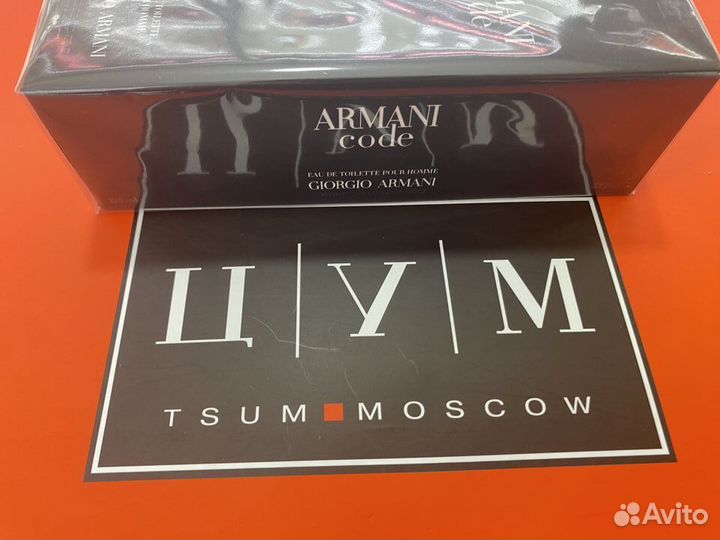 ARMANI
code
EAU DE TOILETTE POUR HOMME
GIORGIO ARMANI
Ц|У|М
TSUM MOSCOW
Avito